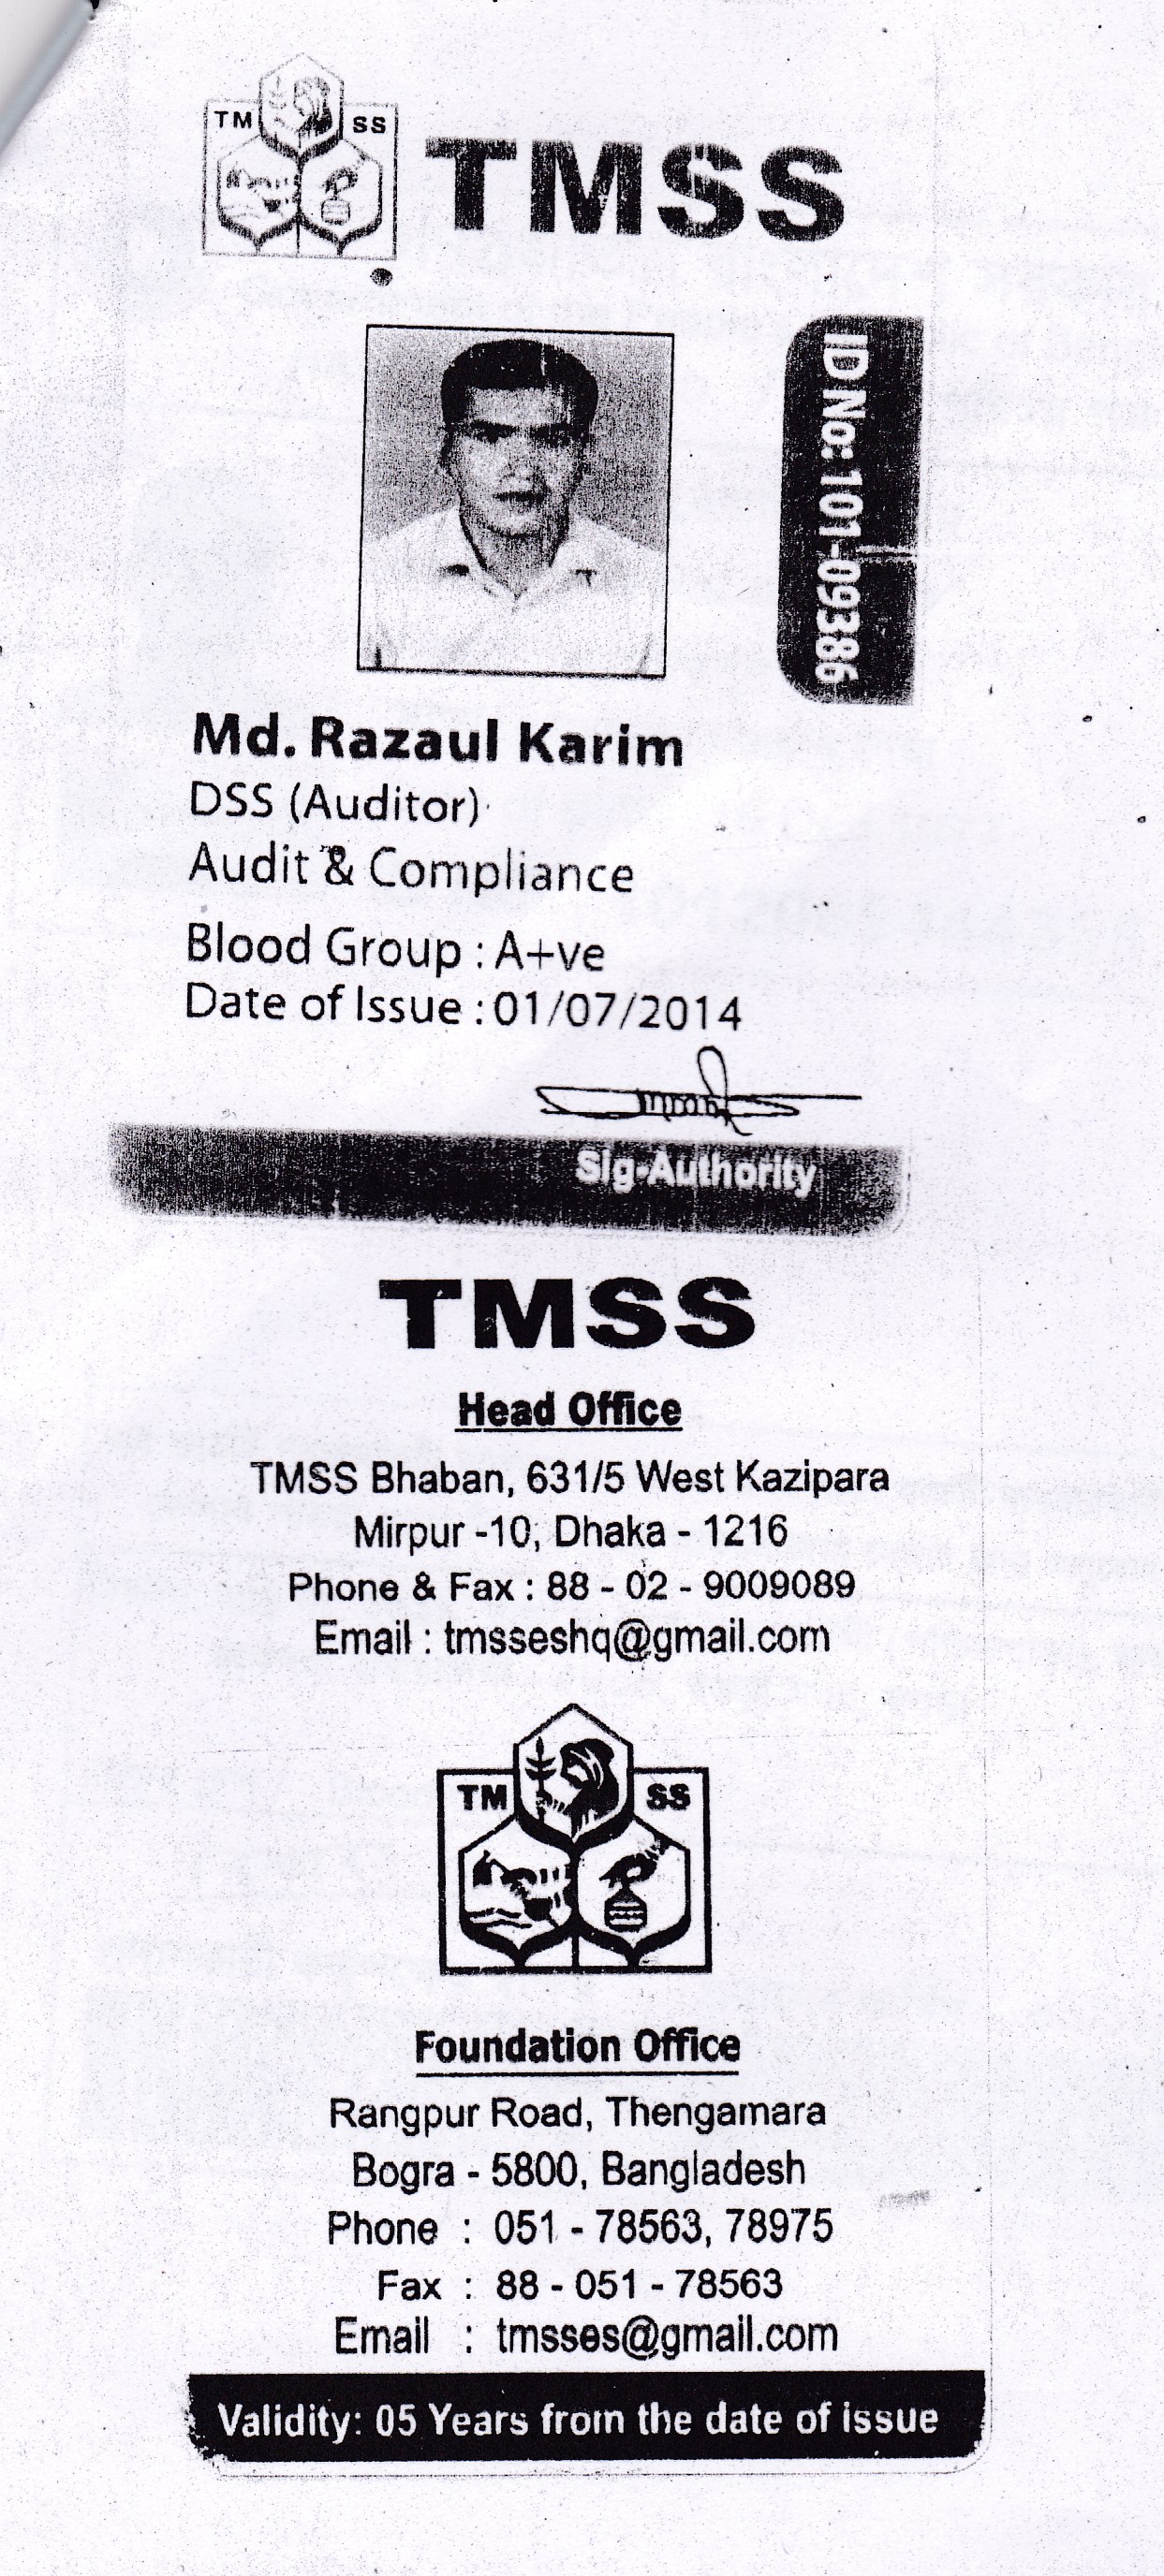 TM SS
TMSS
ID No: 101-09386
Md. Razaul Karim
DSS (Auditor)
Audit & Compliance
Blood Group : A+ve
Date of Issue : 01/07/2014
Sig-Authority
TMSS
Head Office
TMSS Bhaban, 631/5 West Kazipara
Mirpur -10, Dhaka - 1216
Phone & Fax : 88 - 02 - 9009089
Email : tmsseshq@gmail.com
TM SS
Foundation Office
Rangpur Road, Thengamara
Bogra - 5800, Bangladesh
Phone : 051 - 78563, 78975
Fax : 88 - 051 - 78563
Email : tmsses@gmail.com
Validity: 05 Years from the date of issue